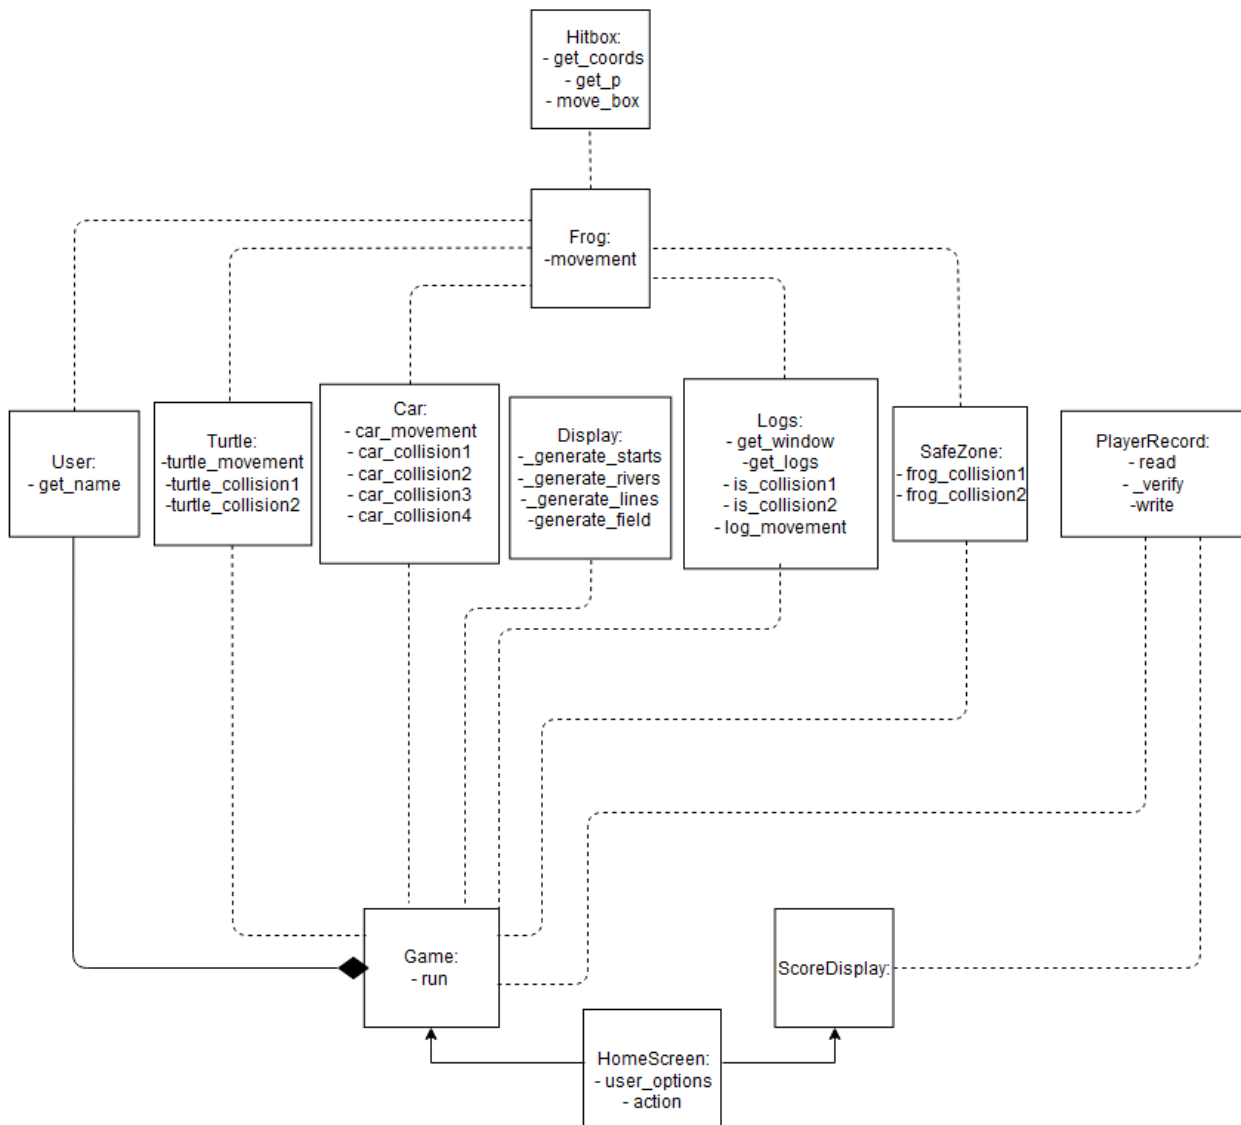 Hitbox:
- get_coords
- get_p
- move_box
Frog:
-movement
User:
- get_name
Turtle:
-turtle_movement
-turtle_collision1
-turtle_collision2
Car:
- car_movement
- car_collision1
- car_collision2
- car_collision3
- car_collision4
Display:
-_generate_starts
-_generate_rivers
-_generate_lines
-generate_field
Logs:
- get_window
-get_logs
- is_collision1
- is_collision2
- log_movement
SafeZone:
- frog_collision1
- frog_collision2
PlayerRecord:
- read
- _verify
-write
Game:
- run
ScoreDisplay:
HomeScreen:
- user_options
- action